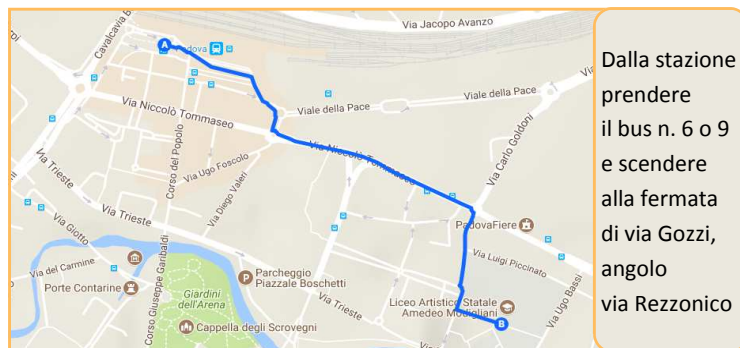 Via Jacopo Avanzo
Cavalcavia B
A
Padova
Viale della Pace
Viale della Pace
Via Niccolò Tommaseo
Via Niccolò Tommaseo
Via Carlo Goldoni
Corso del Popolo
Via Ugo Foscolo
Via Diego Valeri
Via Trieste
Via Trieste
PadovaFiere
Via Giotto
Via Luigi Piccinato
Via Ugo Bassi
Via del Carmine
Porte Contarine
Corso Giuseppe Garibaldi
Parcheggio
Piazzale Boschetti
Via Trieste
Giardini
dell'Arena
Liceo Artistico Statale
Amedeo Modigliani
B
Cappella degli Scrovegni
Dalla stazione
prendere
il bus n. 6 o 9
e scendere
alla fermata
di via Gozzi,
angolo
via Rezzonico